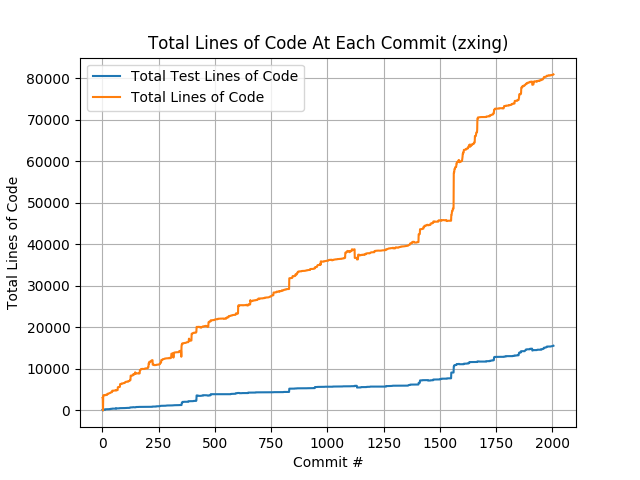 Total Lines of Code At Each Commit (zxing)
Total Test Lines of Code
Total Lines of Code
80000
70000
60000
50000
40000
30000
20000
10000
0
Total Lines of Code
0 250 500 750 1000 1250 1500 1750 2000
Commit #